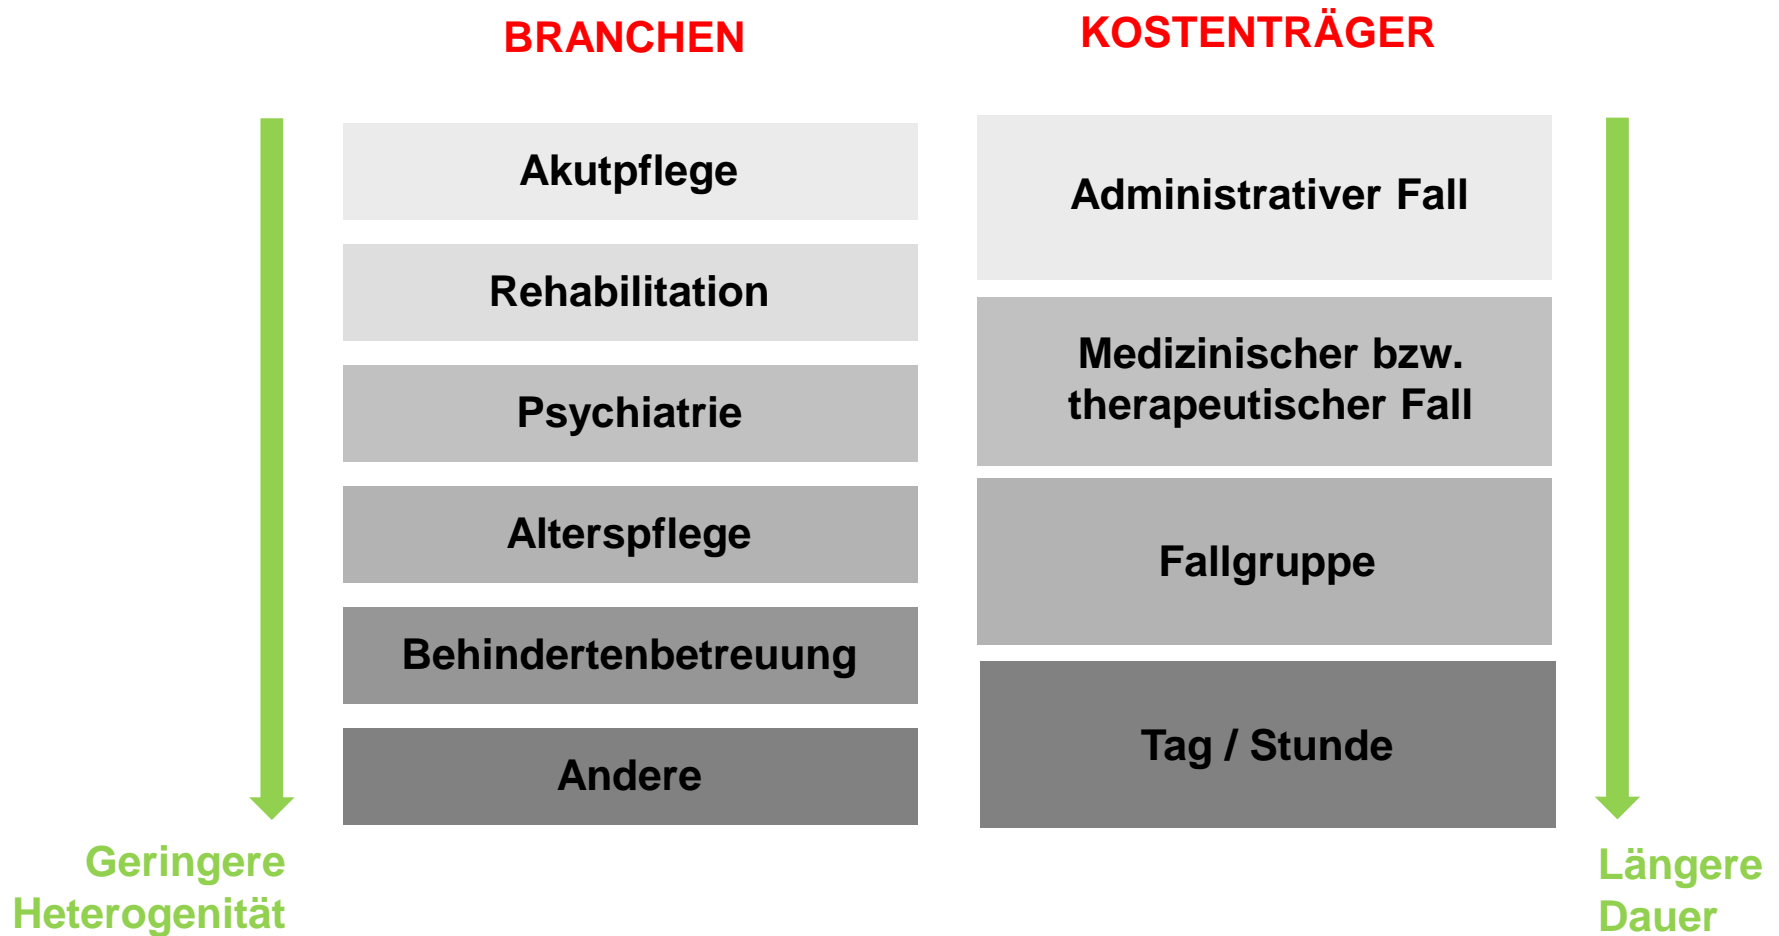 BRANCHEN
KOSTENTRÄGER
Akutpflege
Rehabilitation
Psychiatrie
Alterspflege
Behindertenbetreuung
Andere
Administrativer Fall
Medizinischer bzw.
therapeutischer Fall
Fallgruppe
Tag / Stunde
Geringere
Heterogenität
Längere
Dauer